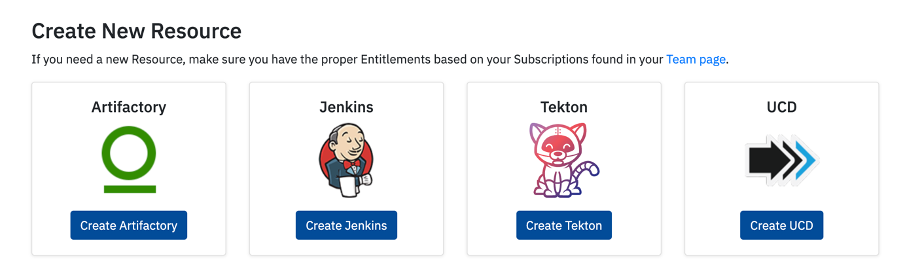 Create New Resource
If you need a new Resource, make sure you have the proper Entitlements based on your Subscriptions found in your Team page.
Artifactory
Jenkins
Tekton
UCD
Create Artifactory
Create Jenkins
Create Tekton
Create UCD